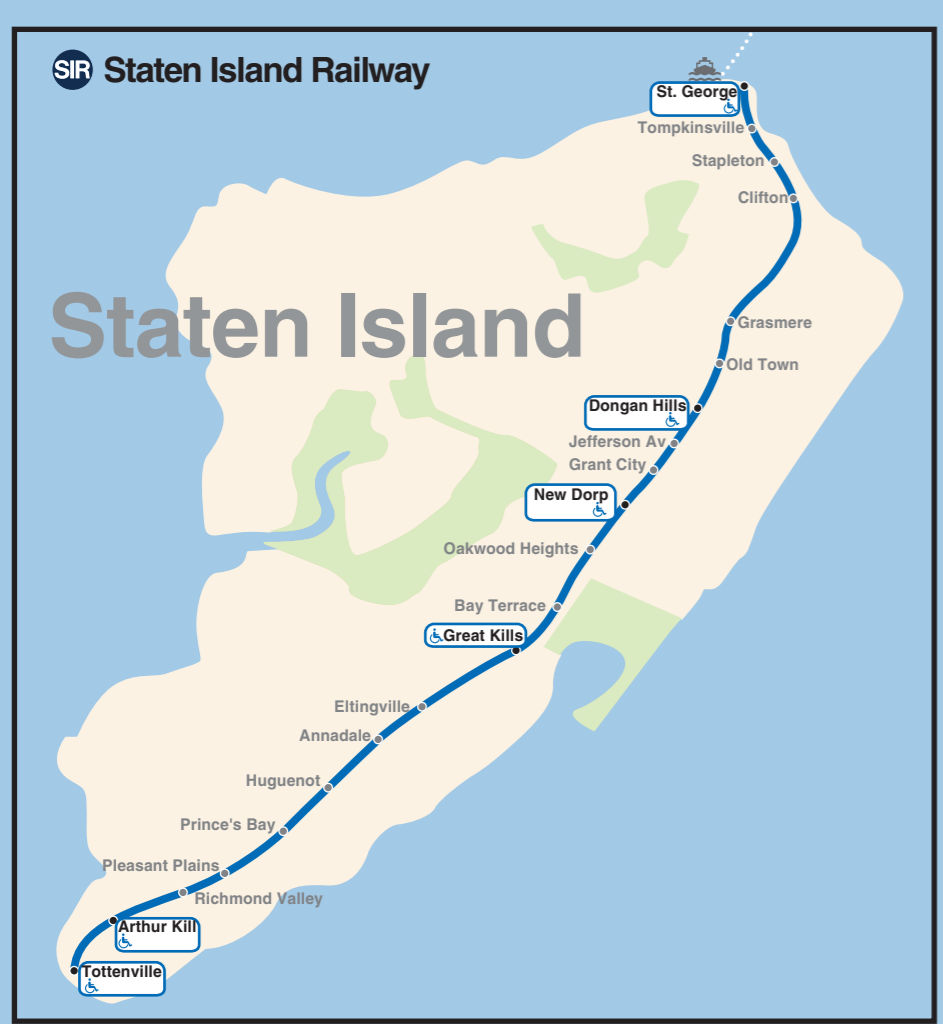 SIR Staten Island Railway
St. George
Tompkinsville
Stapleton
Clifton
Staten Island
Grasmere
Old Town
Dongan Hills
Jefferson Av
Grant City
New Dorp
Oakwood Heights
Bay Terrace
Great Kills
Eltingville
Annadale
Huguenot
Prince's Bay
Pleasant Plains
Richmond Valley
Arthur Kill
Tottenville